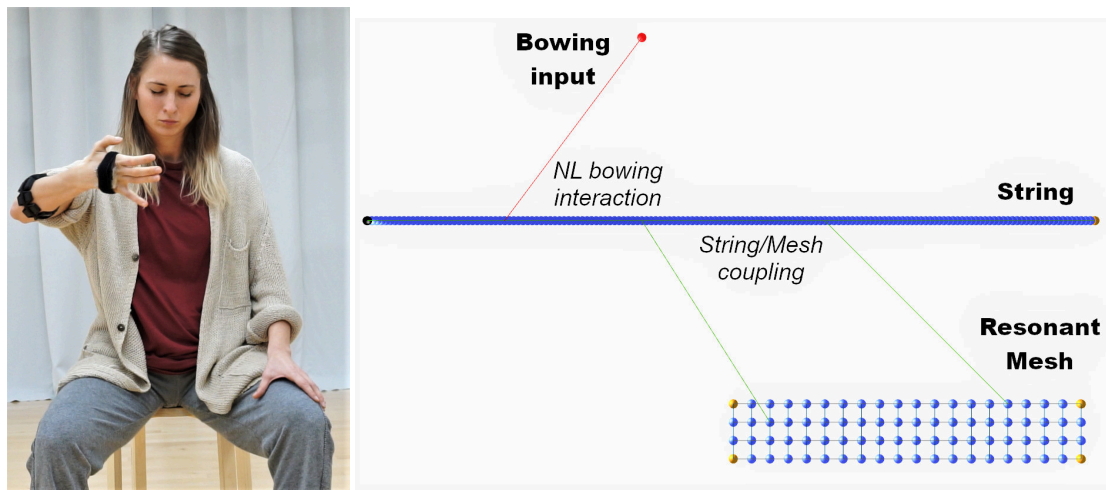 Bowing
input
NL bowing
interaction
String
String/Mesh
coupling
Resonant
Mesh